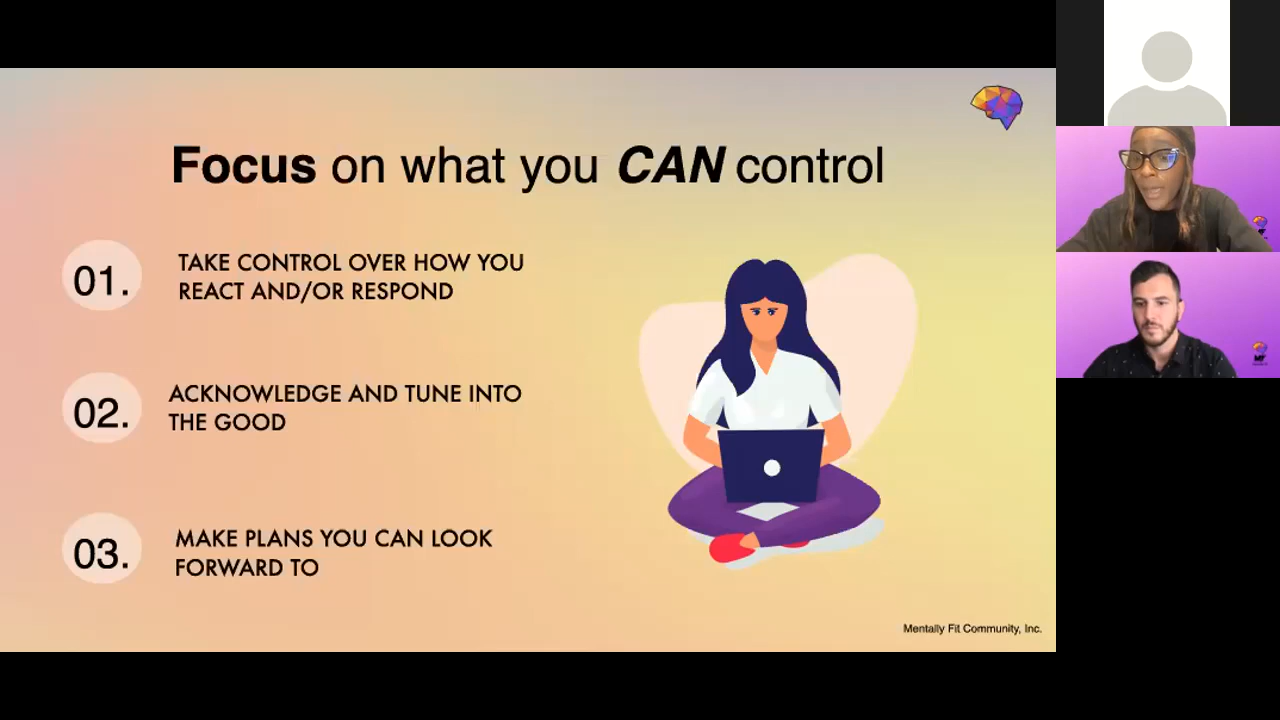 Focus on what you CAN control
01.
TAKE CONTROL OVER HOW YOU
REACT AND/OR RESPOND
02.
ACKNOWLEDGE AND TUNE INTO
THE GOOD
03.
MAKE PLANS YOU CAN LOOK
FORWARD TO
Mentally Fit Community, Inc.